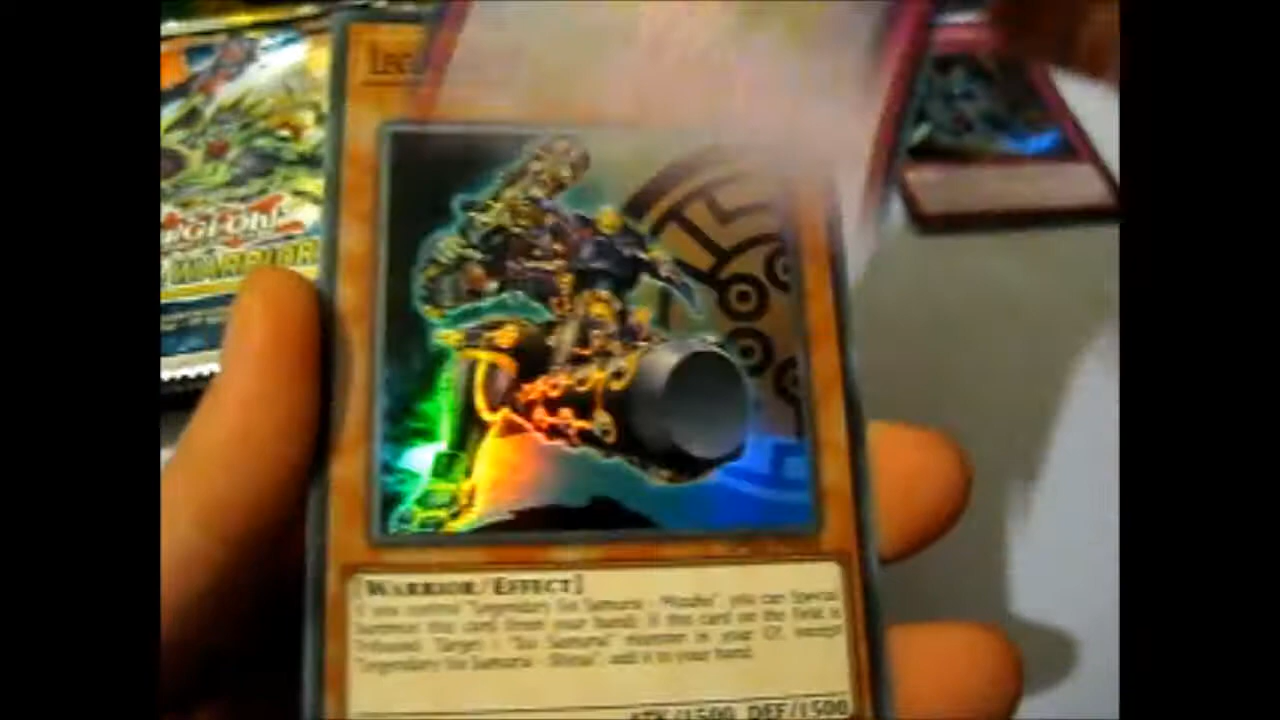 Leg
GI-OH!
WARRIOR
[WARRIOR/EFFECT]
If you control "Legendary Six Samurai - Mizuho", you can Special
Summon this card from your hand. If this card on the field is
Tributed: Target 1 "Six Samurai" monster in your GY, except
"Legendary Six Samurai - Shinai"; add it to your hand.
ATK/1500 DEF/1500